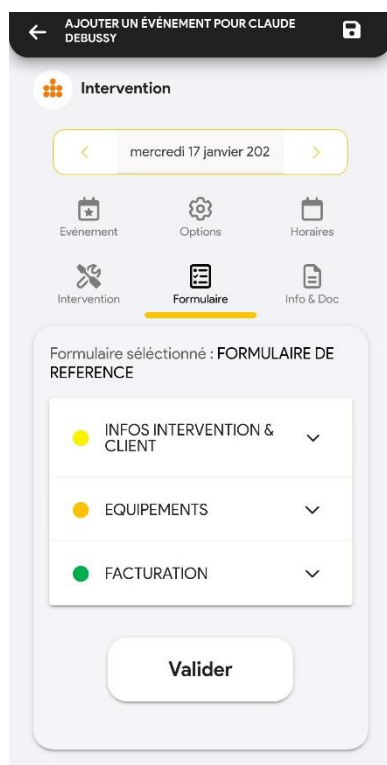 AJOUTER UN ÉVÉNEMENT POUR CLAUDE
DEBUSSY
Intervention
mercredi 17 janvier 202
Evénement
Options
Horaires
Intervention
Formulaire
Info & Doc
Formulaire séléctionné : FORMULAIRE DE
REFERENCE
INFOS INTERVENTION &
CLIENT
EQUIPEMENTS
FACTURATION
Valider